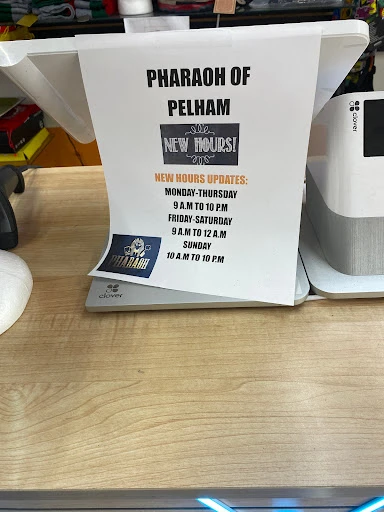 PHARAOH OF
PELHAM
NEW HOURS!
NEW HOURS UPDATES:
MONDAY-THURSDAY
9 A.M TO 10 P.M
FRIDAY-SATURDAY
9 A.M TO 12 A.M
SUNDAY
10 A.M TO 10 P.M
PHARAOH
clover
clover